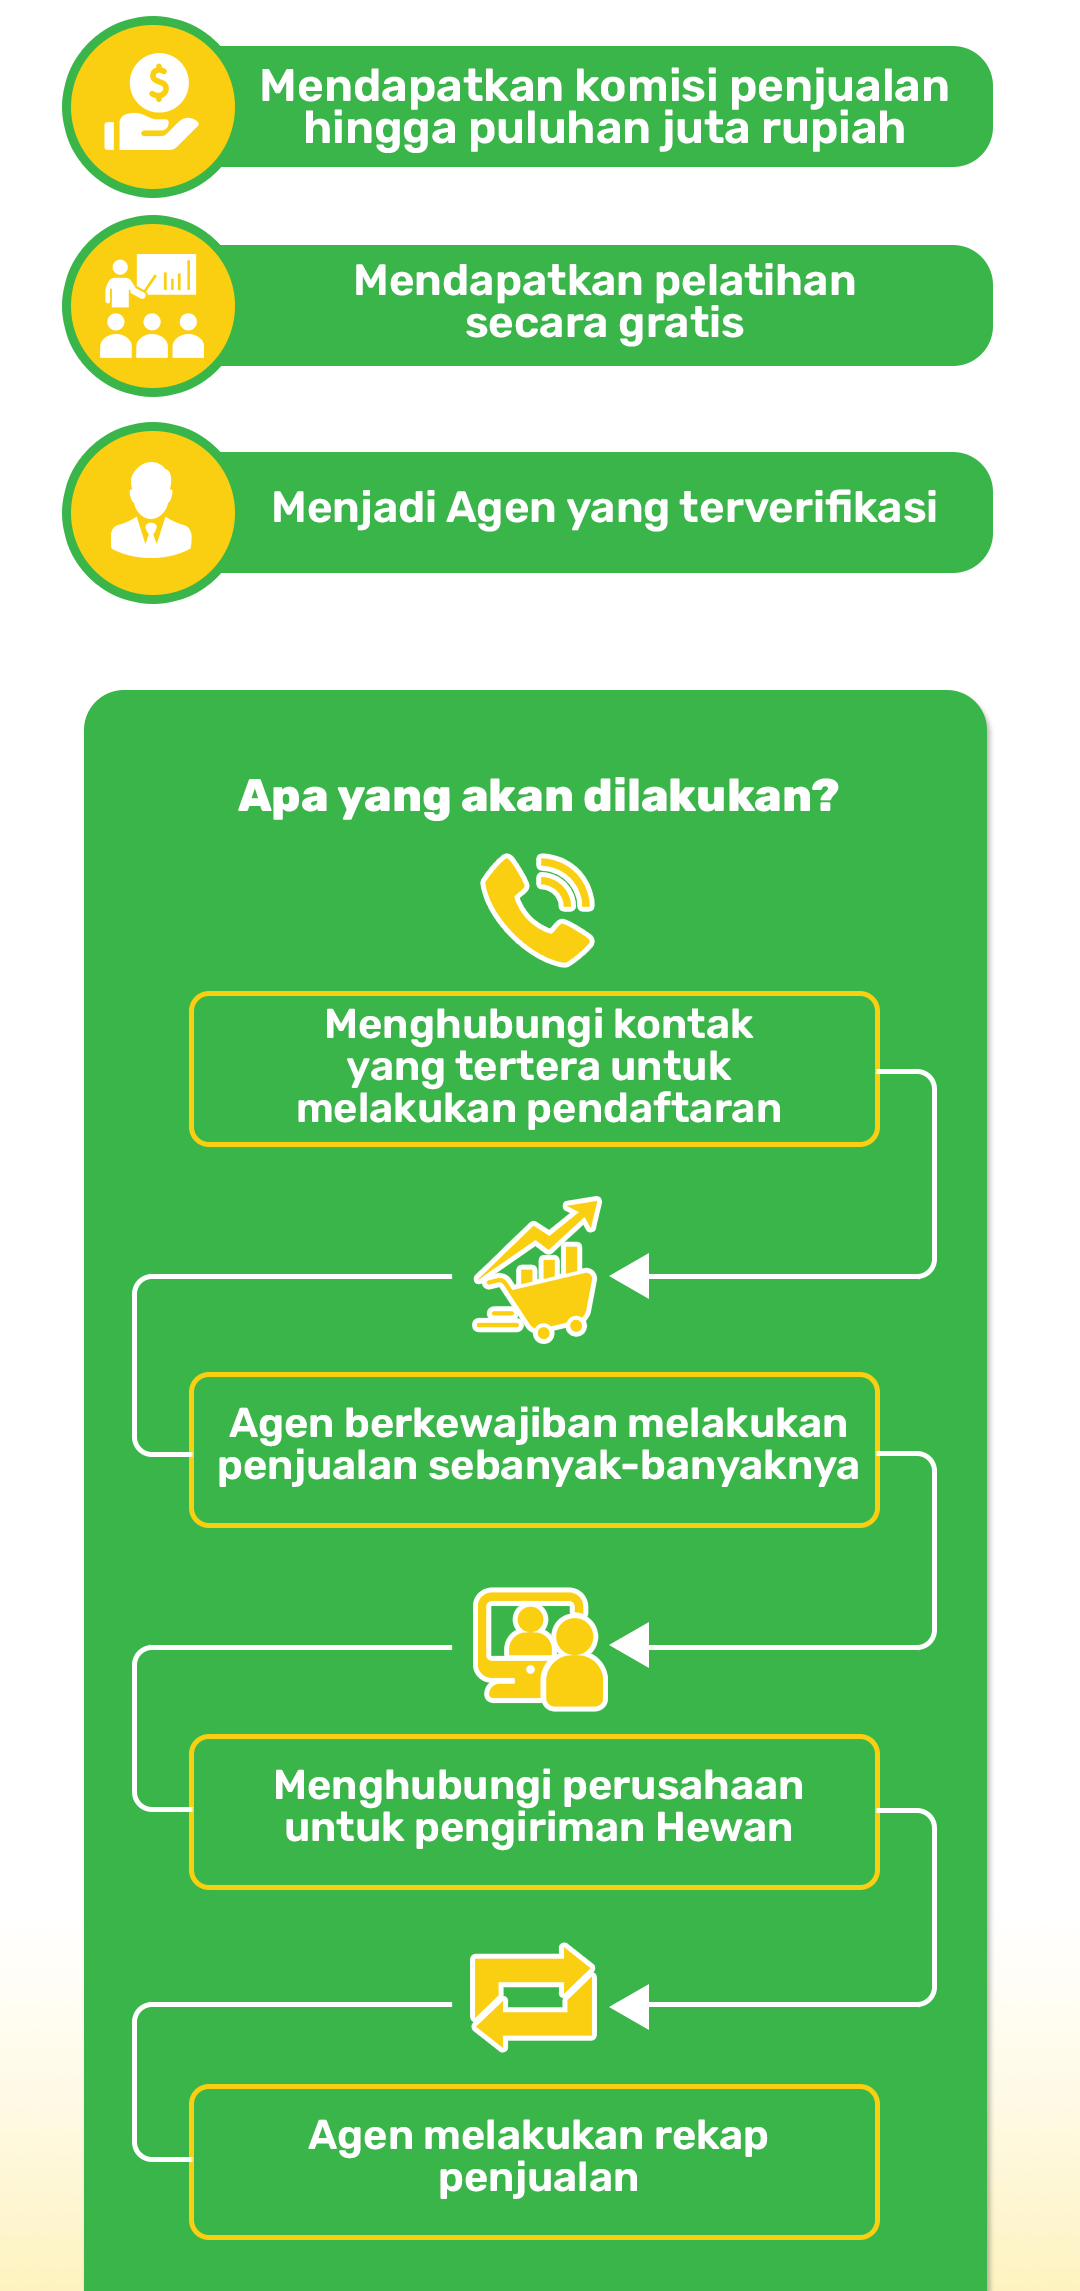 Mendapatkan komisi penjualan
hingga puluhan juta rupiah
Mendapatkan pelatihan
secara gratis
Menjadi Agen yang terverifikasi
Apa yang akan dilakukan?
Menghubungi kontak
yang tertera untuk
melakukan pendaftaran
Agen berkewajiban melakukan
penjualan sebanyak-banyaknya
Menghubungi perusahaan
untuk pengiriman Hewan
Agen melakukan rekap
penjualan